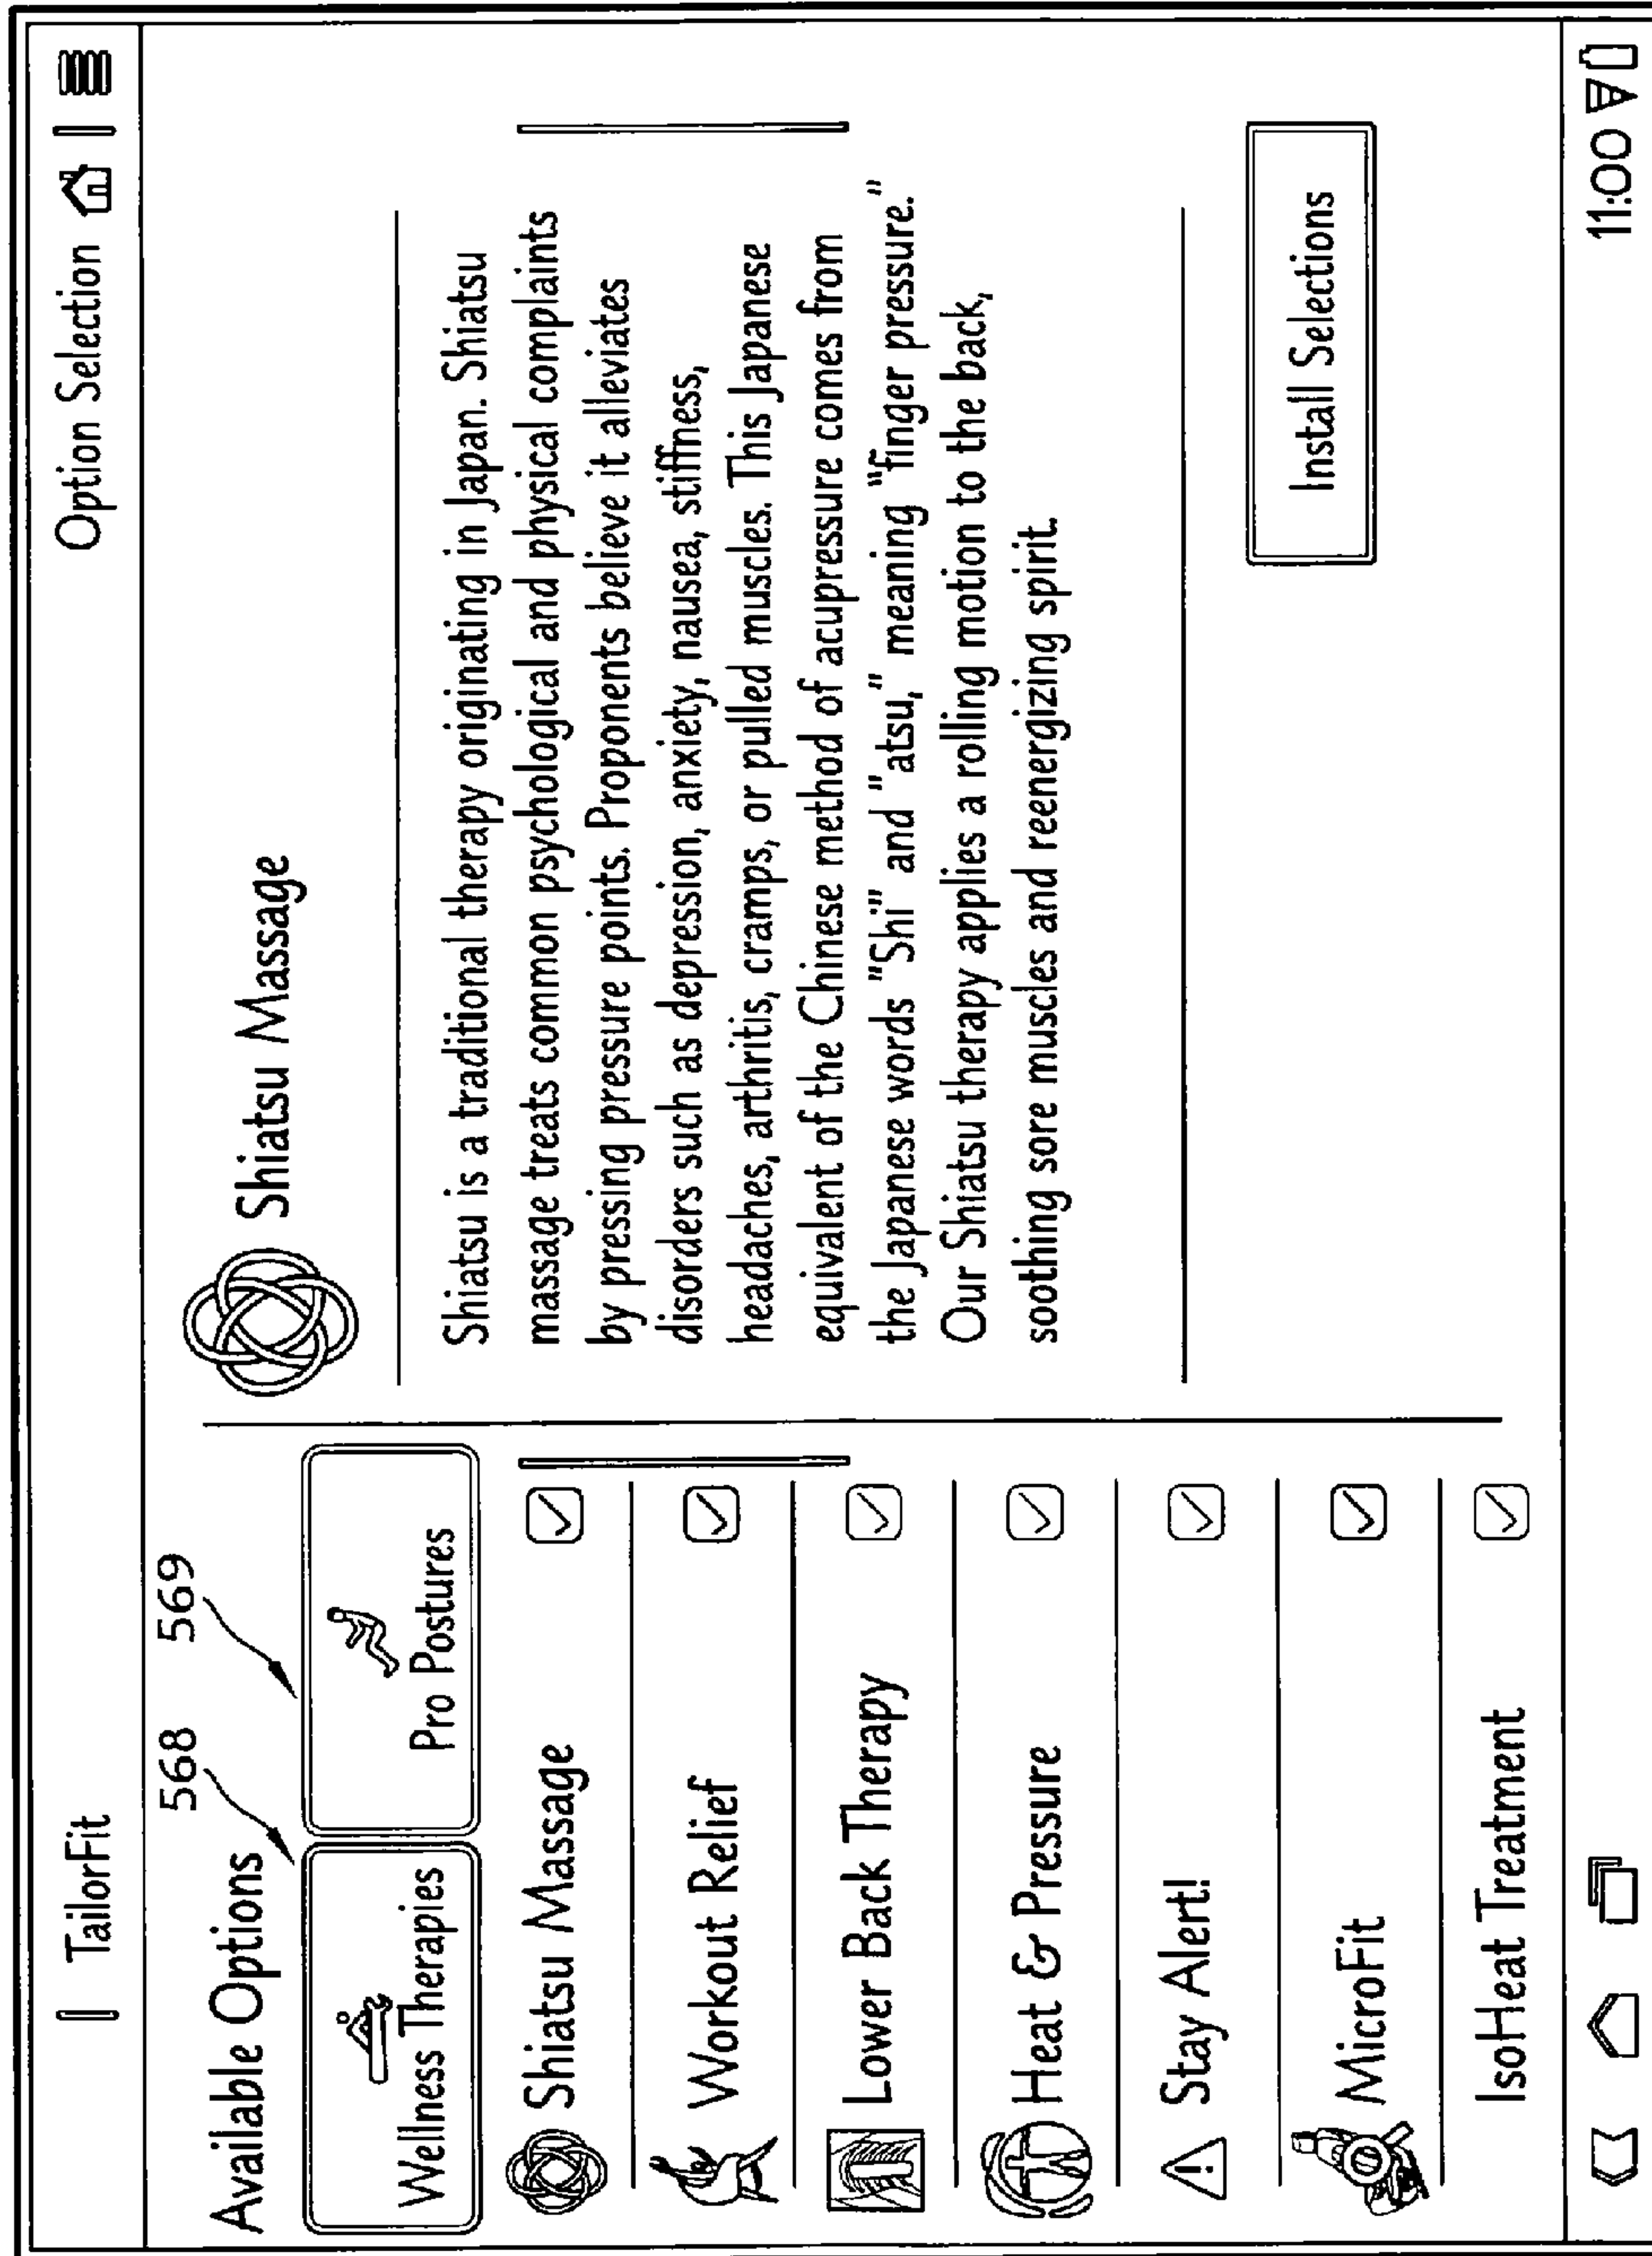 TailorFit
Option Selection
Available Options
568
569
Wellness Therapies
Pro Postures
Shiatsu Massage
Workout Relief
Lower Back Therapy
Heat & Pressure
Stay Alert!
MicroFit
IsoHeat Treatment
Shiatsu Massage
Shiatsu is a traditional therapy originating in Japan. Shiatsu
massage treats common psychological and physical complaints
by pressing pressure points. Proponents believe it alleviates
disorders such as depression, anxiety, nausea, stiffness,
headaches, arthritis, cramps, or pulled muscles. This Japanese
equivalent of the Chinese method of acupressure comes from
the Japanese words "Shi" and "atsu," meaning "finger pressure."
Our Shiatsu therapy applies a rolling motion to the back,
soothing sore muscles and reenergizing spirit.
Install Selections
11:00